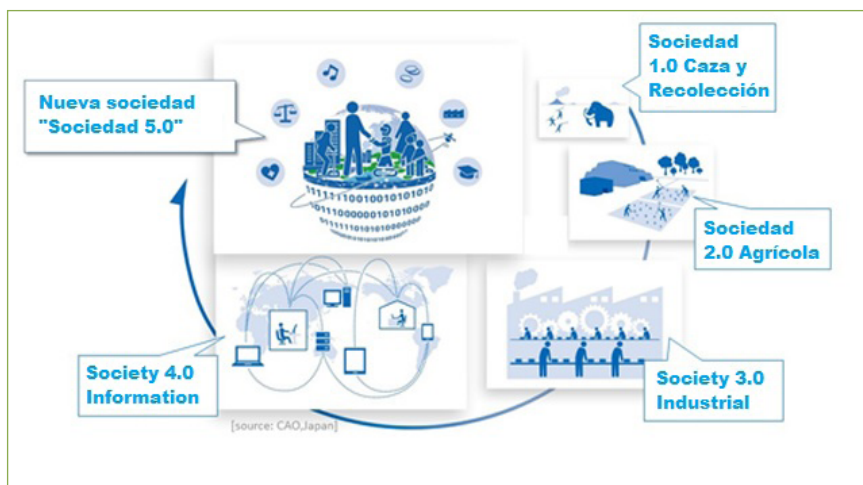 Sociedad
1.0 Caza y
Recolección
Nueva sociedad
"Sociedad 5.0"
Sociedad
2.0 Agrícola
Society 4.0
Information
Society 3.0
Industrial
[source: CAO,Japan]